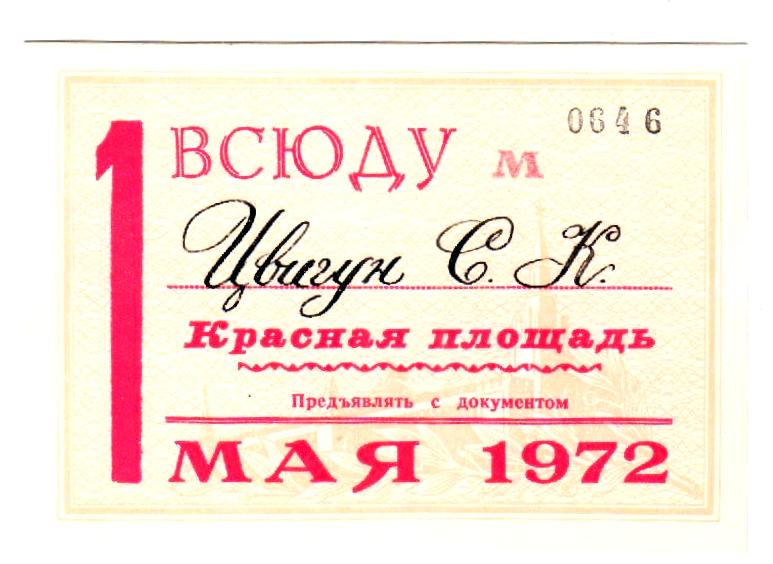 0646
1 ВСЮДУ м
Цвигун С. К.
Красная площадь
Предъявлять с документом
МАЯ 1972